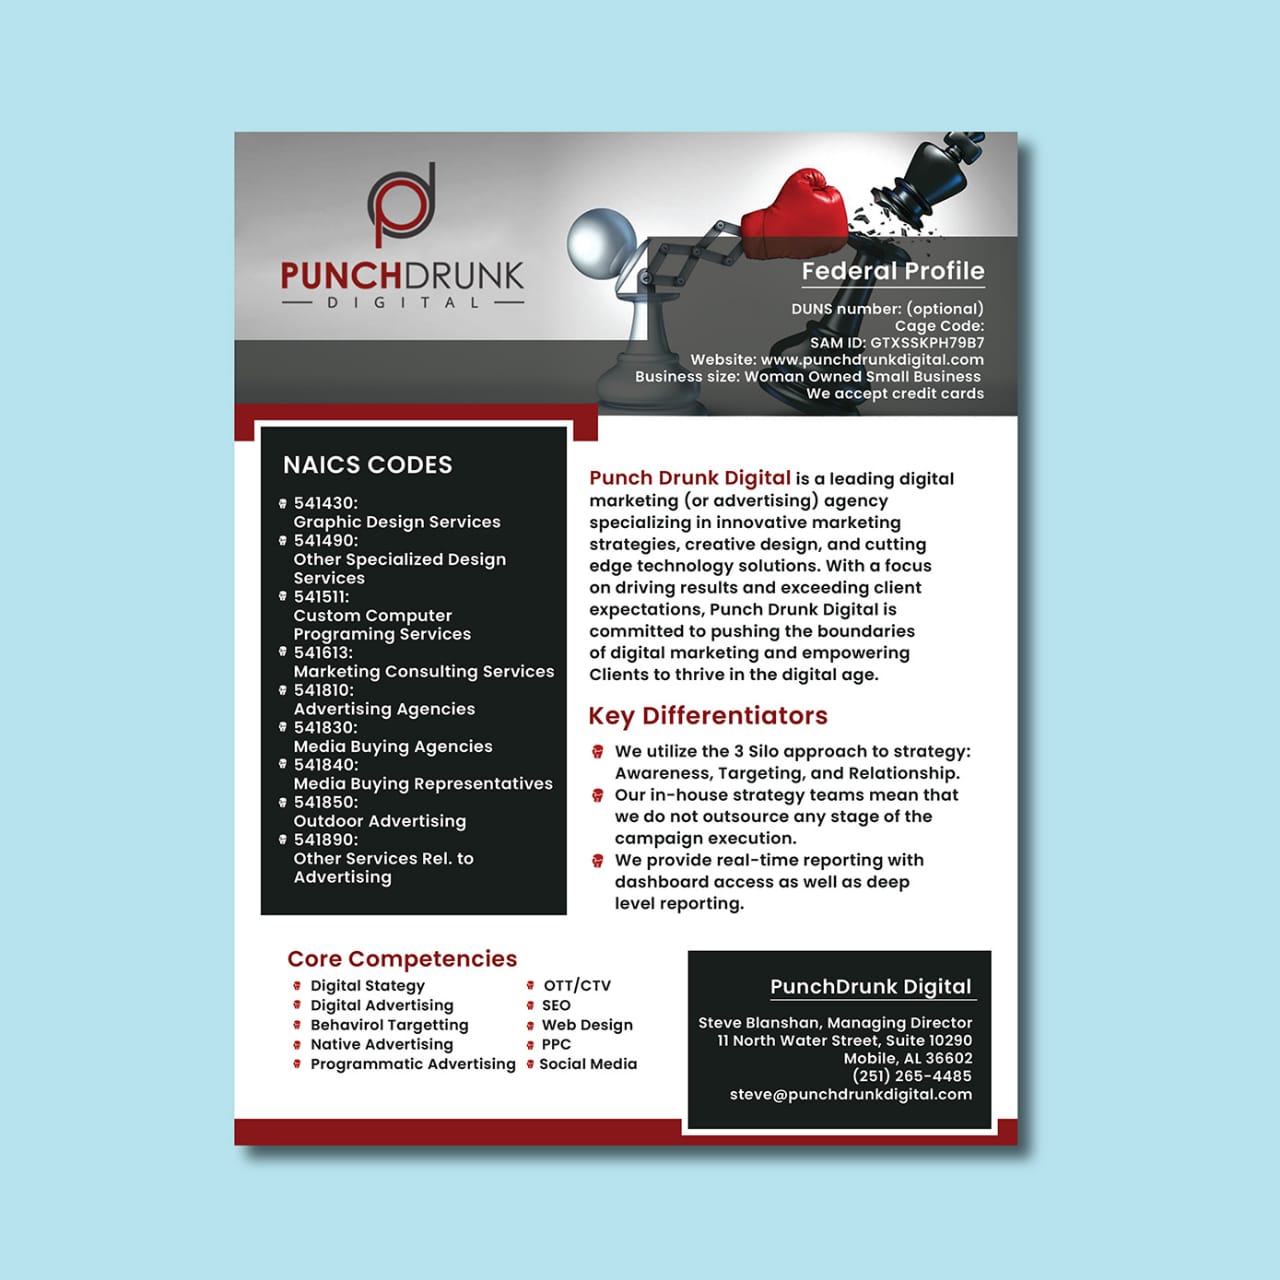 pd
PUNCHDRUNK
DIGITAL
Federal Profile
DUNS number: (optional)
Cage Code:
SAM ID: GTXSSKPH79B7
Website: www.punchdrunkdigital.com
Business size: Woman Owned Small Business
We accept credit cards
NAICS CODES
541430:
Graphic Design Services
541490:
Other Specialized Design
Services
541511:
Custom Computer
Programing Services
541613:
Marketing Consulting Services
541810:
Advertising Agencies
541830:
Media Buying Agencies
541840:
Media Buying Representatives
541850:
Outdoor Advertising
541890:
Other Services Rel. to
Advertising
Punch Drunk Digital is a leading digital
marketing (or advertising) agency
specializing in innovative marketing
strategies, creative design, and cutting
edge technology solutions. With a focus
on driving results and exceeding client
expectations, Punch Drunk Digital is
committed to pushing the boundaries
of digital marketing and empowering
Clients to thrive in the digital age.
Key Differentiators
We utilize the 3 Silo approach to strategy:
Awareness, Targeting, and Relationship.
Our in-house strategy teams mean that
we do not outsource any stage of the
campaign execution.
We provide real-time reporting with
dashboard access as well as deep
level reporting.
Core Competencies
Digital Stategy
Digital Advertising
Behavirol Targetting
Native Advertising
Programmatic Advertising
OTT/CTV
SEO
Web Design
PPC
Social Media
PunchDrunk Digital
Steve Blanshan, Managing Director
11 North Water Street, Suite 10290
Mobile, AL 36602
(251) 265-4485
steve@punchdrunkdigital.com